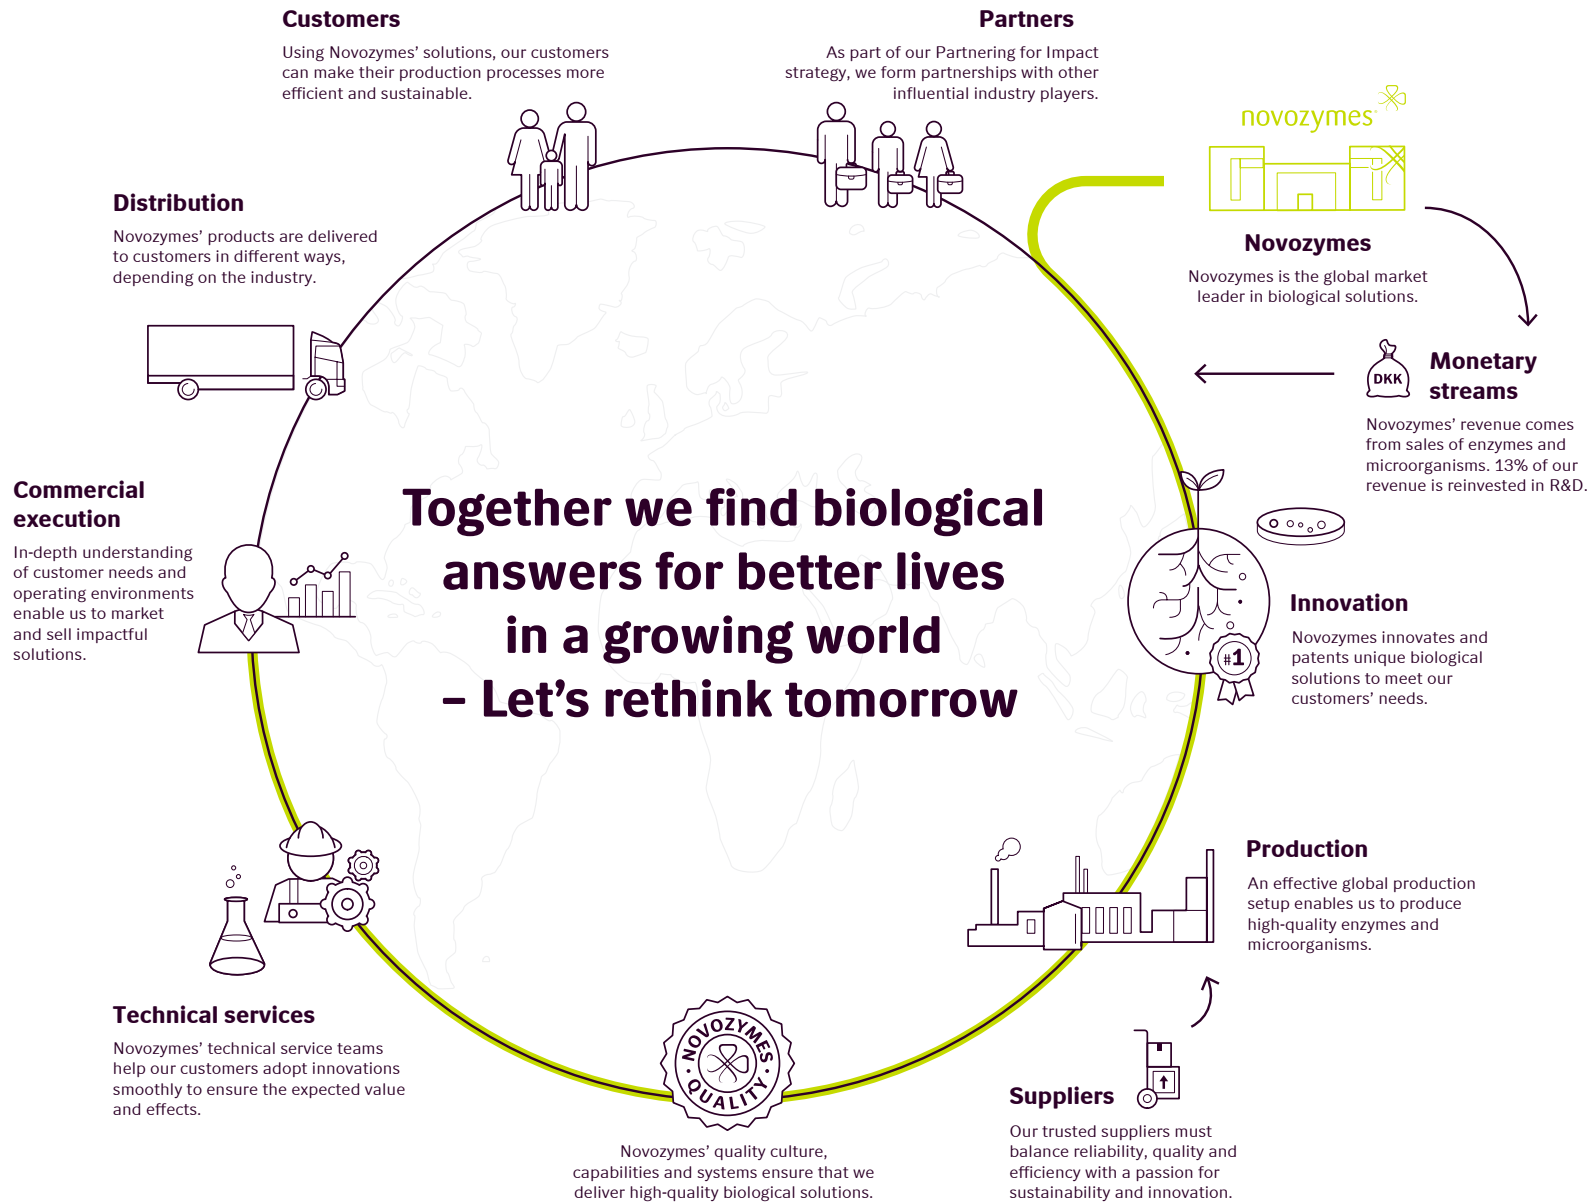 Customers
Using Novozymes’ solutions, our customers
can make their production processes more
efficient and sustainable.
Partners
As part of our Partnering for Impact
strategy, we form partnerships with other
influential industry players.
novozymes
Novozymes
Novozymes is the global market
leader in biological solutions.
Distribution
Novozymes’ products are delivered
to customers in different ways,
depending on the industry.
DKK
Monetary
streams
Novozymes’ revenue comes
from sales of enzymes and
microorganisms. 13% of our
revenue is reinvested in R&D.
Commercial
execution
In-depth understanding
of customer needs and
operating environments
enable us to market
and sell impactful
solutions.
Together we find biological
answers for better lives
in a growing world
– Let’s rethink tomorrow
#1
Innovation
Novozymes innovates and
patents unique biological
solutions to meet our
customers’ needs.
Production
An effective global production
setup enables us to produce
high-quality enzymes and
microorganisms.
Technical services
Novozymes’ technical service teams
help our customers adopt innovations
smoothly to ensure the expected value
and effects.
NOVOZYMES
QUALITY
Novozymes’ quality culture,
capabilities and systems ensure that we
deliver high-quality biological solutions.
Suppliers
Our trusted suppliers must
balance reliability, quality and
efficiency with a passion for
sustainability and innovation.